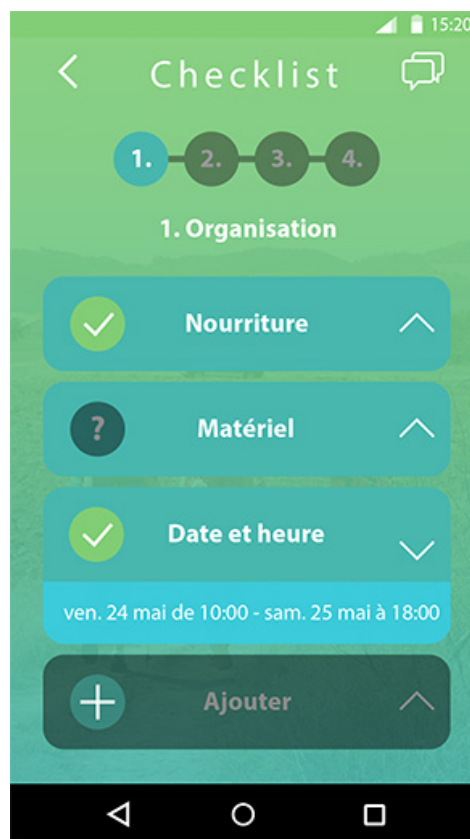 15:20
Checklist
1. 2. 3. 4.
1. Organisation
Nourriture
?
Matériel
Date et heure
ven. 24 mai de 10:00 - sam. 25 mai à 18:00
Ajouter